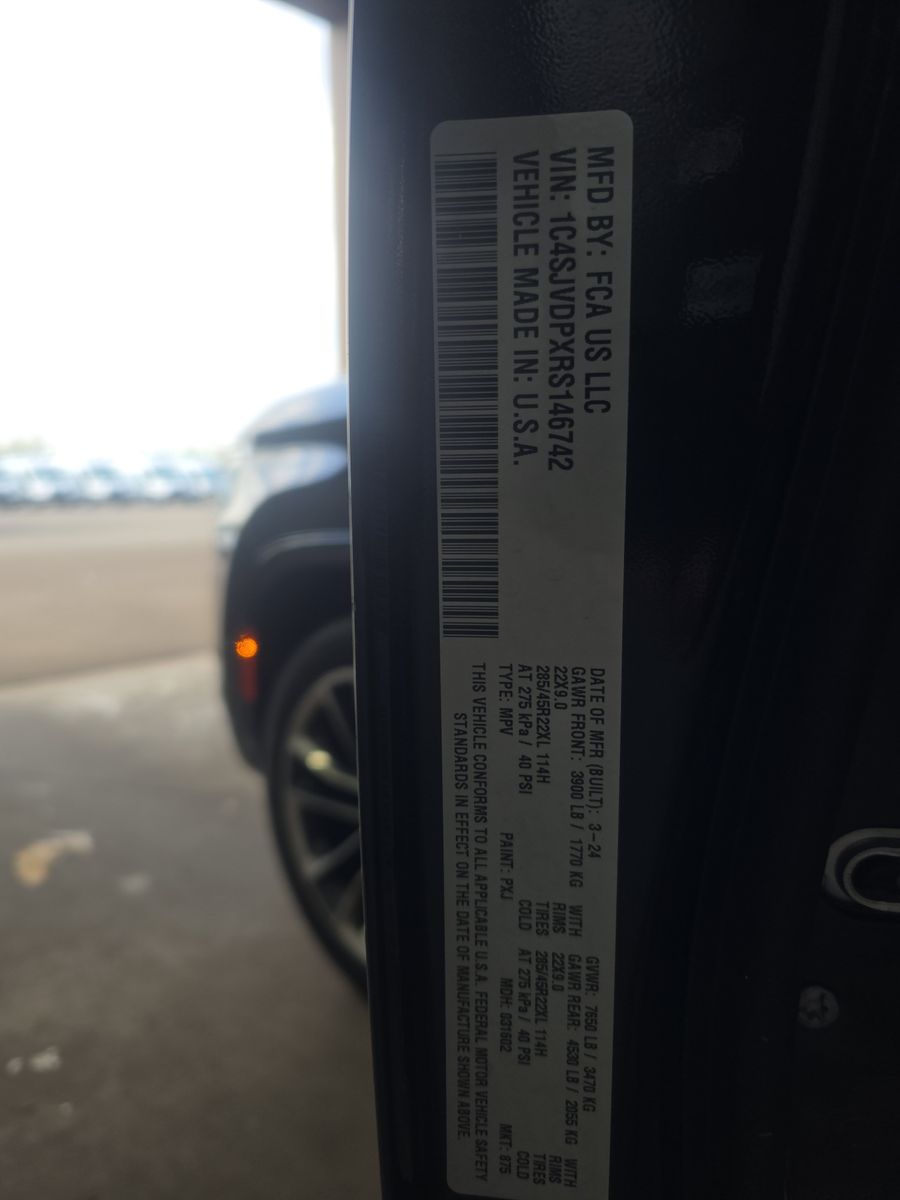 MFD BY: FCA US LLC
VIN: 1C4SJVDPXRS146742
VEHICLE MADE IN: U.S.A.
DATE OF MFR (BUILT): 3-24 GVWR: 7650 LB / 3470 KG
GAWR FRONT: 3900 LB / 1770 KG WITH GAWR REAR: 4530 LB / 2055 KG WITH
22X9.0 RIMS 22X9.0 RIMS
285/45R22XL 114H TIRES 285/45R22XL 114H TIRES
AT 275 kPa / 40 PSI COLD AT 275 kPa / 40 PSI COLD
TYPE: MPV PAINT: PXJ MDH: 031602 MKT: 875
THIS VEHICLE CONFORMS TO ALL APPLICABLE U.S.A. FEDERAL MOTOR VEHICLE SAFETY
STANDARDS IN EFFECT ON THE DATE OF MANUFACTURE SHOWN ABOVE.